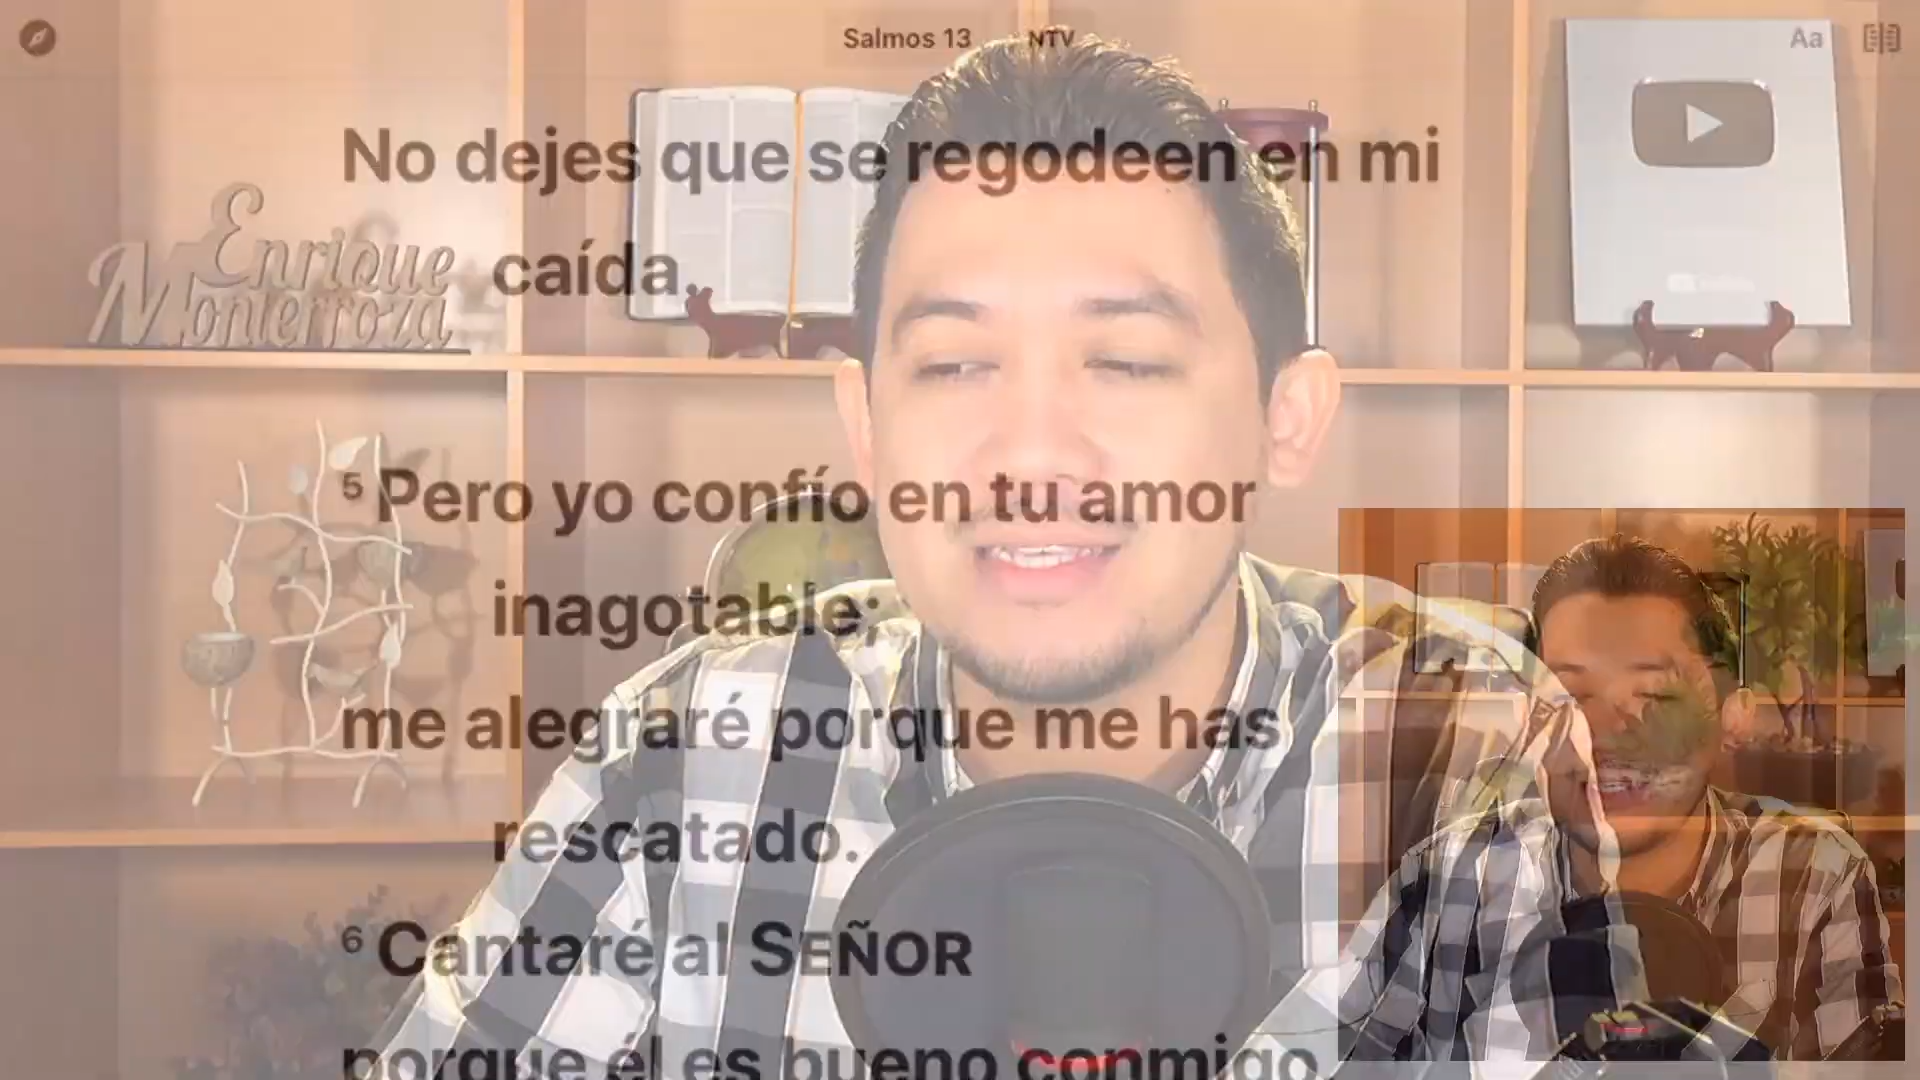 Salmos 13 NTV
Aa
No dejes que se regodeen en mi
caída.
Enrique
Monterroza
5 Pero yo confío en tu amor
inagotable;
me alegraré porque me has
rescatado.
6 Cantaré al SEÑOR
porque él es bueno conmigo.